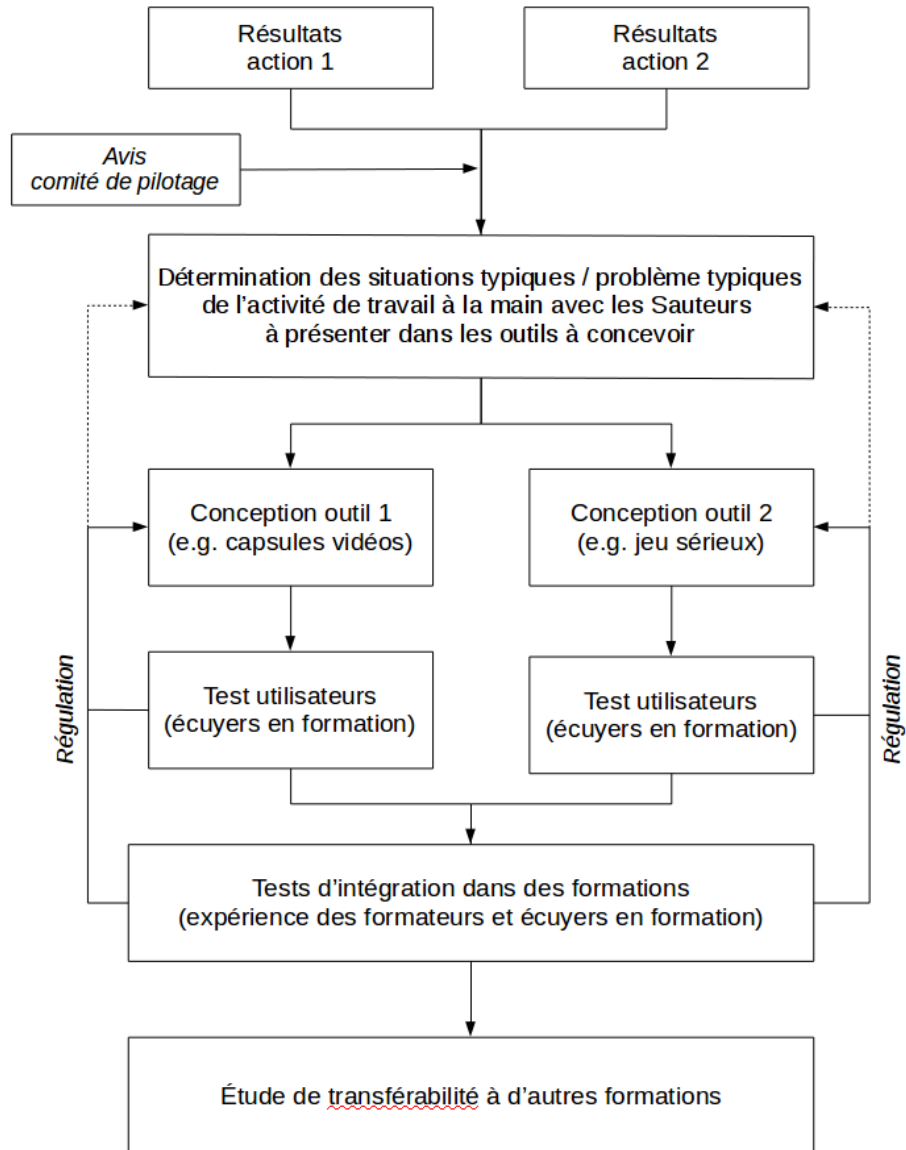 Résultats
action 1
Résultats
action 2
Avis
comité de pilotage
Détermination des situations typiques / problème typiques
de l'activité de travail à la main avec les Sauteurs
à présenter dans les outils à concevoir
Conception outil 1
(e.g. capsules vidéos)
Conception outil 2
(e.g. jeu sérieux)
Régulation
Test utilisateurs
(écuyers en formation)
Test utilisateurs
(écuyers en formation)
Régulation
Tests d'intégration dans des formations
(expérience des formateurs et écuyers en formation)
Étude de transférabilité à d'autres formations